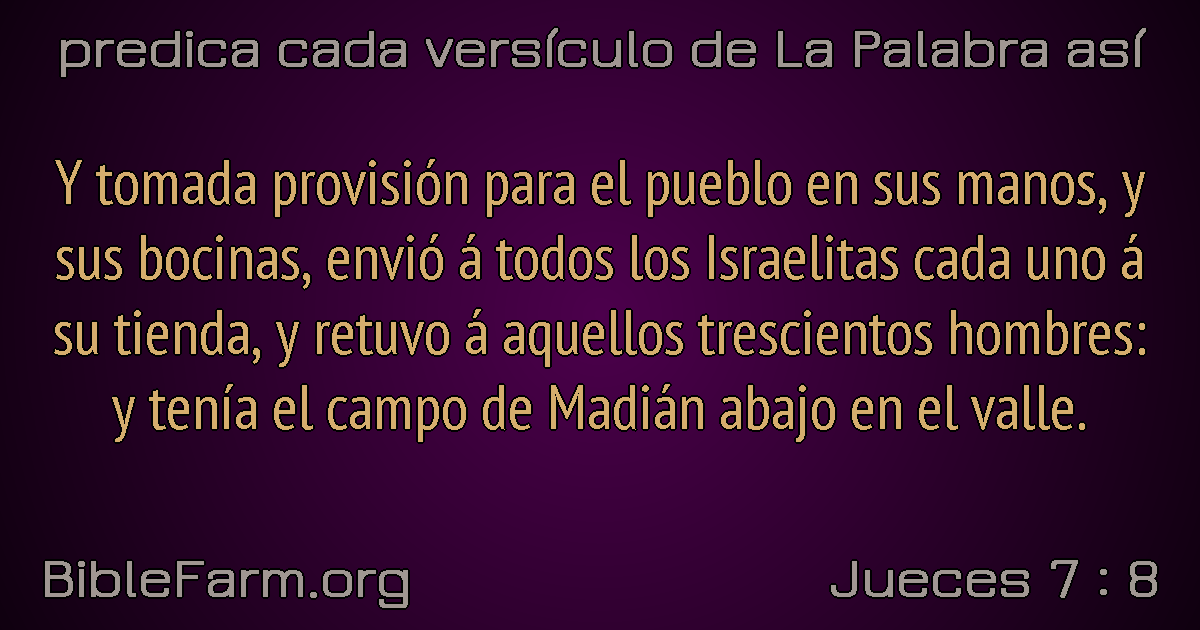 predica cada versículo de La Palabra así
Y tomada provisión para el pueblo en sus manos, y
sus bocinas, envió á todos los Israelitas cada uno á
su tienda, y retuvo á aquellos trescientos hombres:
y tenía el campo de Madián abajo en el valle.
BibleFarm.org
Jueces 7 : 8